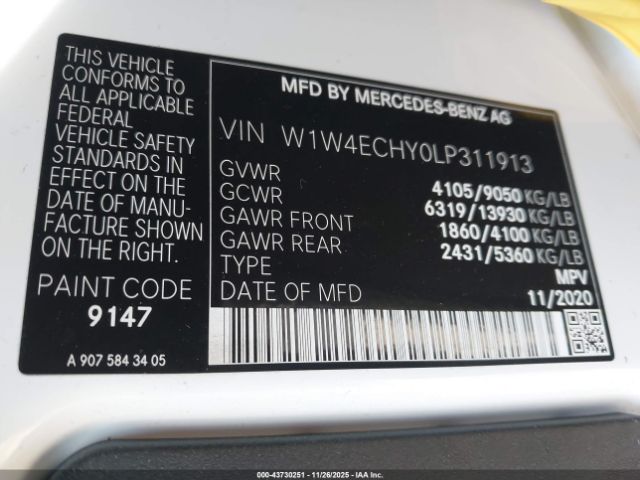 THIS VEHICLE
CONFORMS TO
ALL APPLICABLE
FEDERAL
VEHICLE SAFETY
STANDARDS IN
EFFECT ON THE
DATE OF MANU-
FACTURE SHOWN
ON THE RIGHT.
PAINT CODE
9147
A 907 584 34 05
MFD BY MERCEDES-BENZ AG
VIN W1W4ECHY0LP311913
GVWR 4105/9050 KG/LB
GCWR 6319/13930 KG/LB
GAWR FRONT 1860/4100 KG/LB
GAWR REAR 2431/5360 KG/LB
TYPE MPV
DATE OF MFD 11/2020
000-43730251 | 11/26/2025 - Copyright © 2025 IAA, LLC.